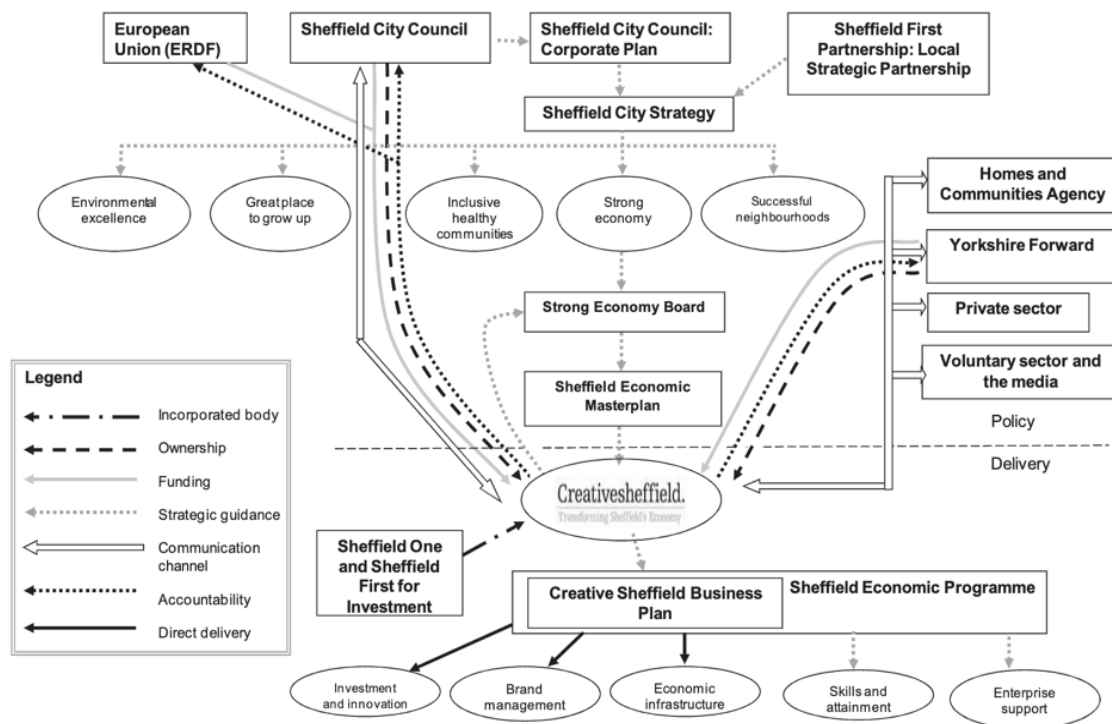 European
Union (ERDF)
Sheffield City Council
Sheffield City Council:
Corporate Plan
Sheffield First
Partnership: Local
Strategic Partnership
Sheffield City Strategy
Environmental
excellence
Great place
to grow up
Inclusive
healthy
communities
Strong
economy
Successful
neighbourhoods
Homes and
Communities Agency
Yorkshire Forward
Private sector
Voluntary sector and
the media
Strong Economy Board
Sheffield Economic
Masterplan
Policy
Delivery
Legend
Incorporated body
Ownership
Funding
Strategic guidance
Communication
channel
Accountability
Direct delivery
Creativesheffield.
Transforming Sheffield's Economy
Sheffield One
and Sheffield
First for
Investment
Creative Sheffield Business
Plan
Sheffield Economic Programme
Investment
and innovation
Brand
management
Economic
infrastructure
Skills and
attainment
Enterprise
support